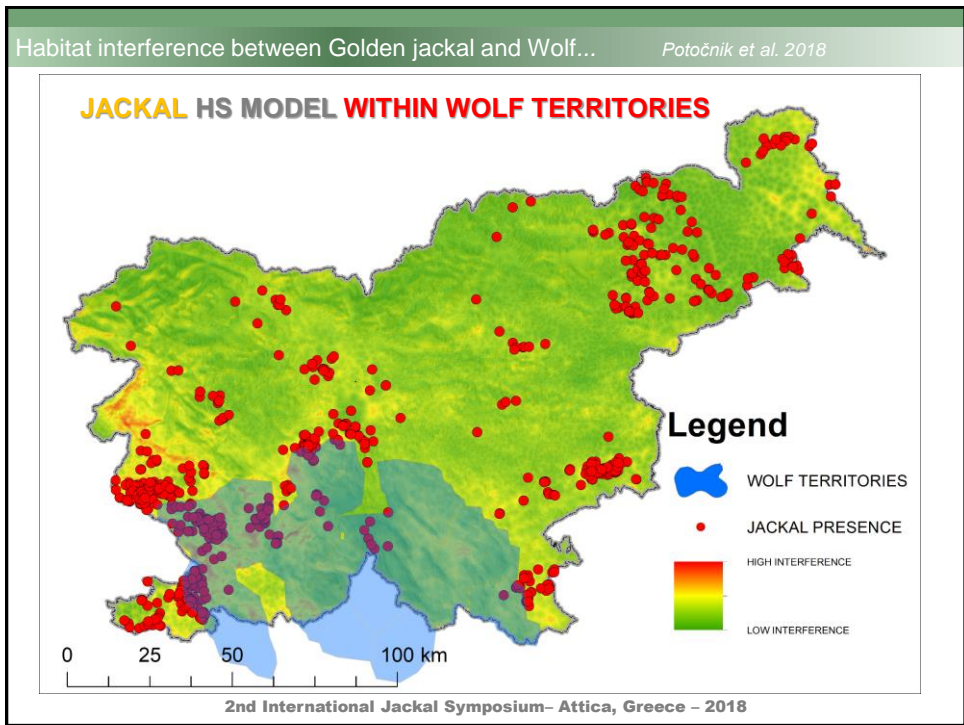 Habitat interference between Golden jackal and Wolf... Potočnik et al. 2018
JACKAL HS MODEL WITHIN WOLF TERRITORIES
Legend
WOLF TERRITORIES
JACKAL PRESENCE
HIGH INTERFERENCE
LOW INTERFERENCE
0 25 50 100 km
2nd International Jackal Symposium– Attica, Greece – 2018